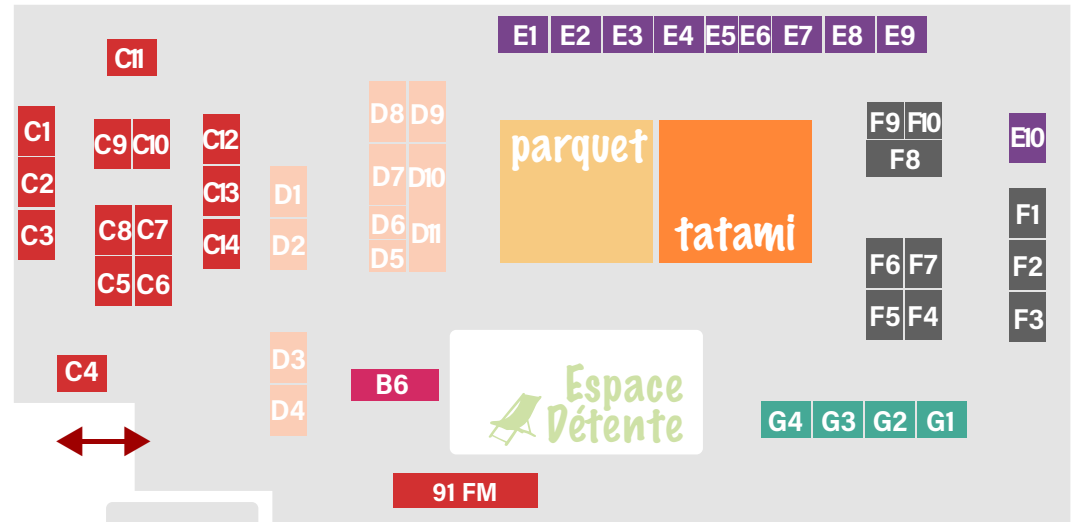 E1 E2 E3 E4 E5 E6 E7 E8 E9
C11
C1
C2
C3
C9 C10
C8 C7
C5 C6
C12
C13
C14
C4
D1
D2
D3
D4
D8 D9
D7 D10
D6
D11
D5
parquet
tatami
F9 F10
F8
E10
F1
F2
F3
F6 F7
F5 F4
B6
Espace
Détente
G4 G3 G2 G1
91 FM